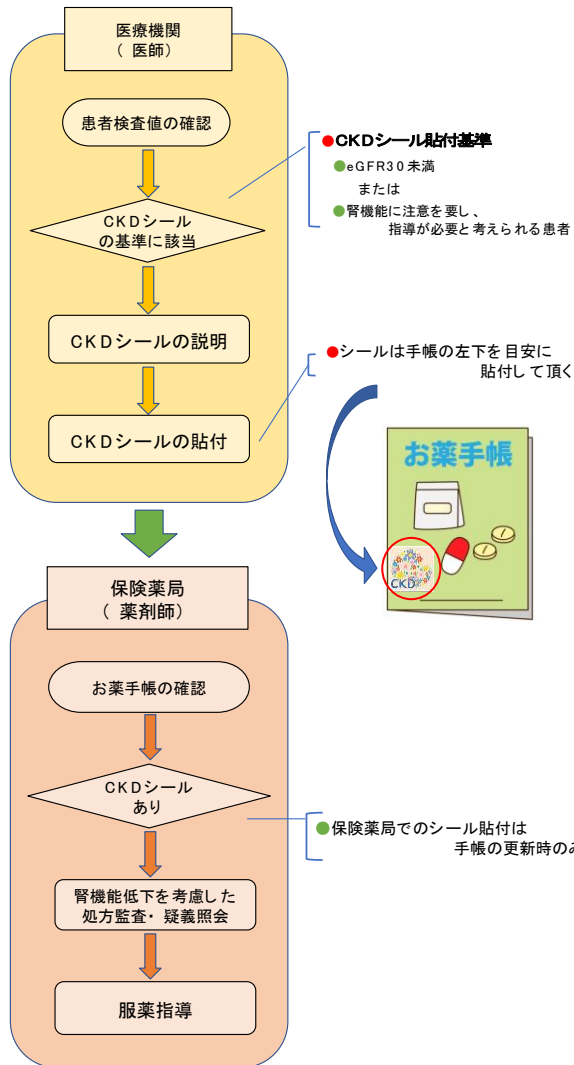 医療機関
（ 医師）
患者検査値の確認
CKDシール
の基準に該当
●CKDシール貼付基準
●eGFR30未満
または
●腎機能に注意を要し、
指導が必要と考えられる患者
CKDシールの説明
CKDシールの貼付
●シールは手帳の左下を目安に
貼付して頂く
お薬手帳
CKD
保険薬局
（ 薬剤師）
お薬手帳の確認
CKDシール
あり
●保険薬局でのシール貼付は
手帳の更新時のみ
腎機能低下を考慮した
処方監査・ 疑義照会
服薬指導